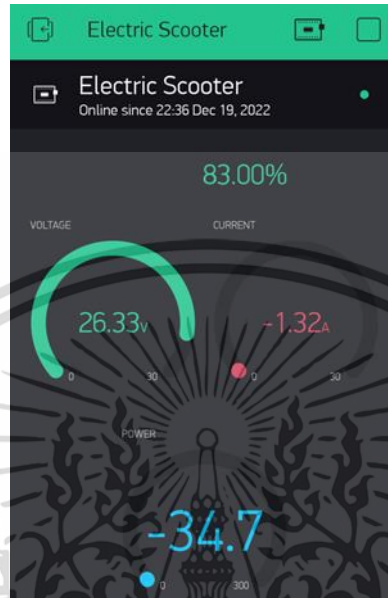 Electric Scooter
Electric Scooter
Online since 22:36 Dec 19, 2022
83.00%
VOLTAGE CURRENT
26.33V -1.32A
0 30 0 30
POWER
-34.7
0 300